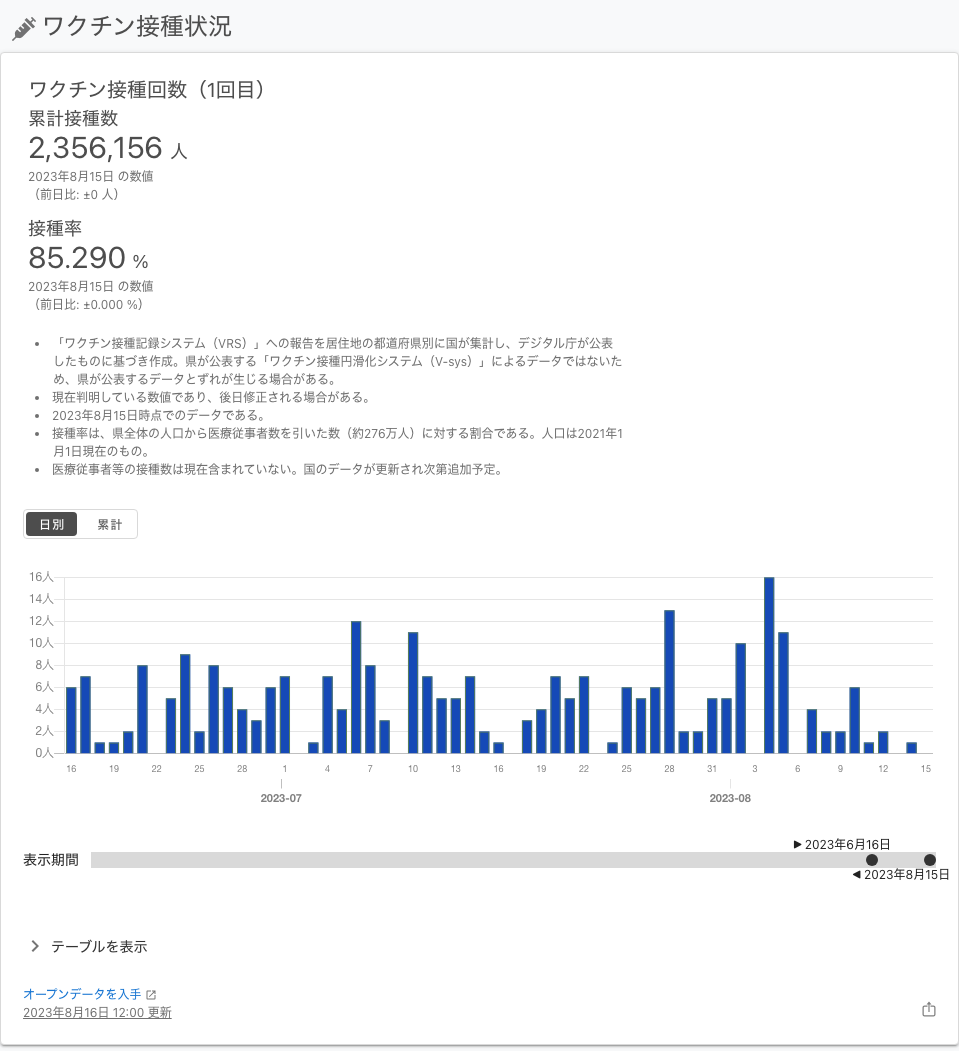 ワクチン接種状況
ワクチン接種回数（1回目）
累計接種数
2,356,156 人
2023年8月15日 の数値
（前日比: ±0 人）
接種率
85.290 %
2023年8月15日 の数値
（前日比: ±0.000 %）
• 「ワクチン接種記録システム（VRS）」への報告を居住地の都道府県別に国が集計し、デジタル庁が公表
したものに基づき作成。県が公表する「ワクチン接種円滑化システム（V-sys）」によるデータではないた
め、県が公表するデータとずれが生じる場合がある。
• 現在判明している数値であり、後日修正される場合がある。
• 2023年8月15日時点でのデータである。
• 接種率は、県全体の人口から医療従事者数を引いた数（約276万人）に対する割合である。人口は2021年1
月1日現在のもの。
• 医療従事者等の接種数は現在含まれていない。国のデータが更新され次第追加予定。
日別 累計
16人
14人
12人
10人
8人
6人
4人
2人
0人
16 19 22 25 28 1 4 7 10 13 16 19 22 25 28 31 3 6 9 12 15
2023-07 2023-08
▶ 2023年6月16日
表示期間
◀ 2023年8月15日
テーブルを表示
オープンデータを入手
2023年8月16日 12:00 更新